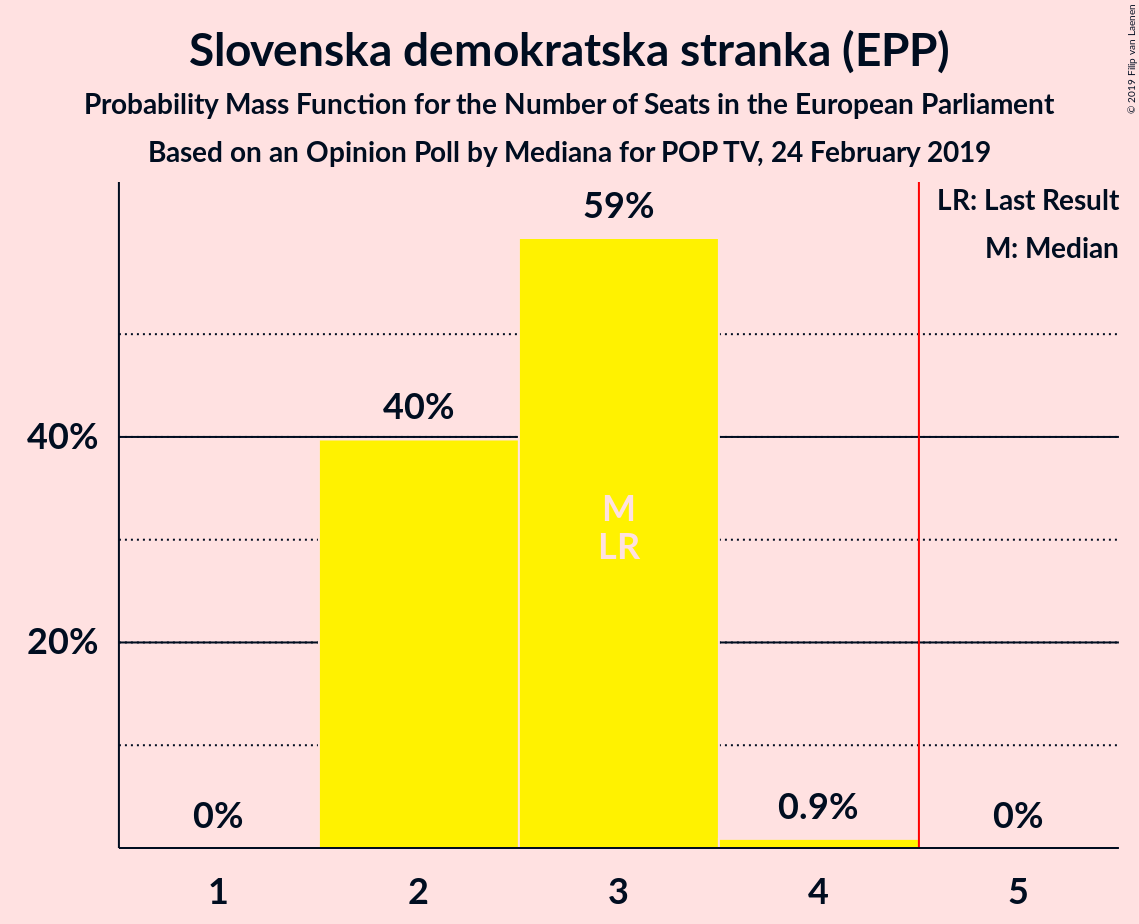 Slovenska demokratska stranka (EPP)
Probability Mass Function for the Number of Seats in the European Parliament
Based on an Opinion Poll by Mediana for POP TV, 24 February 2019
© 2019 Filip van Laenen
LR: Last Result
M: Median
59%
40%
40%
M
LR
20%
0%
0.9%
0%
1 2 3 4 5